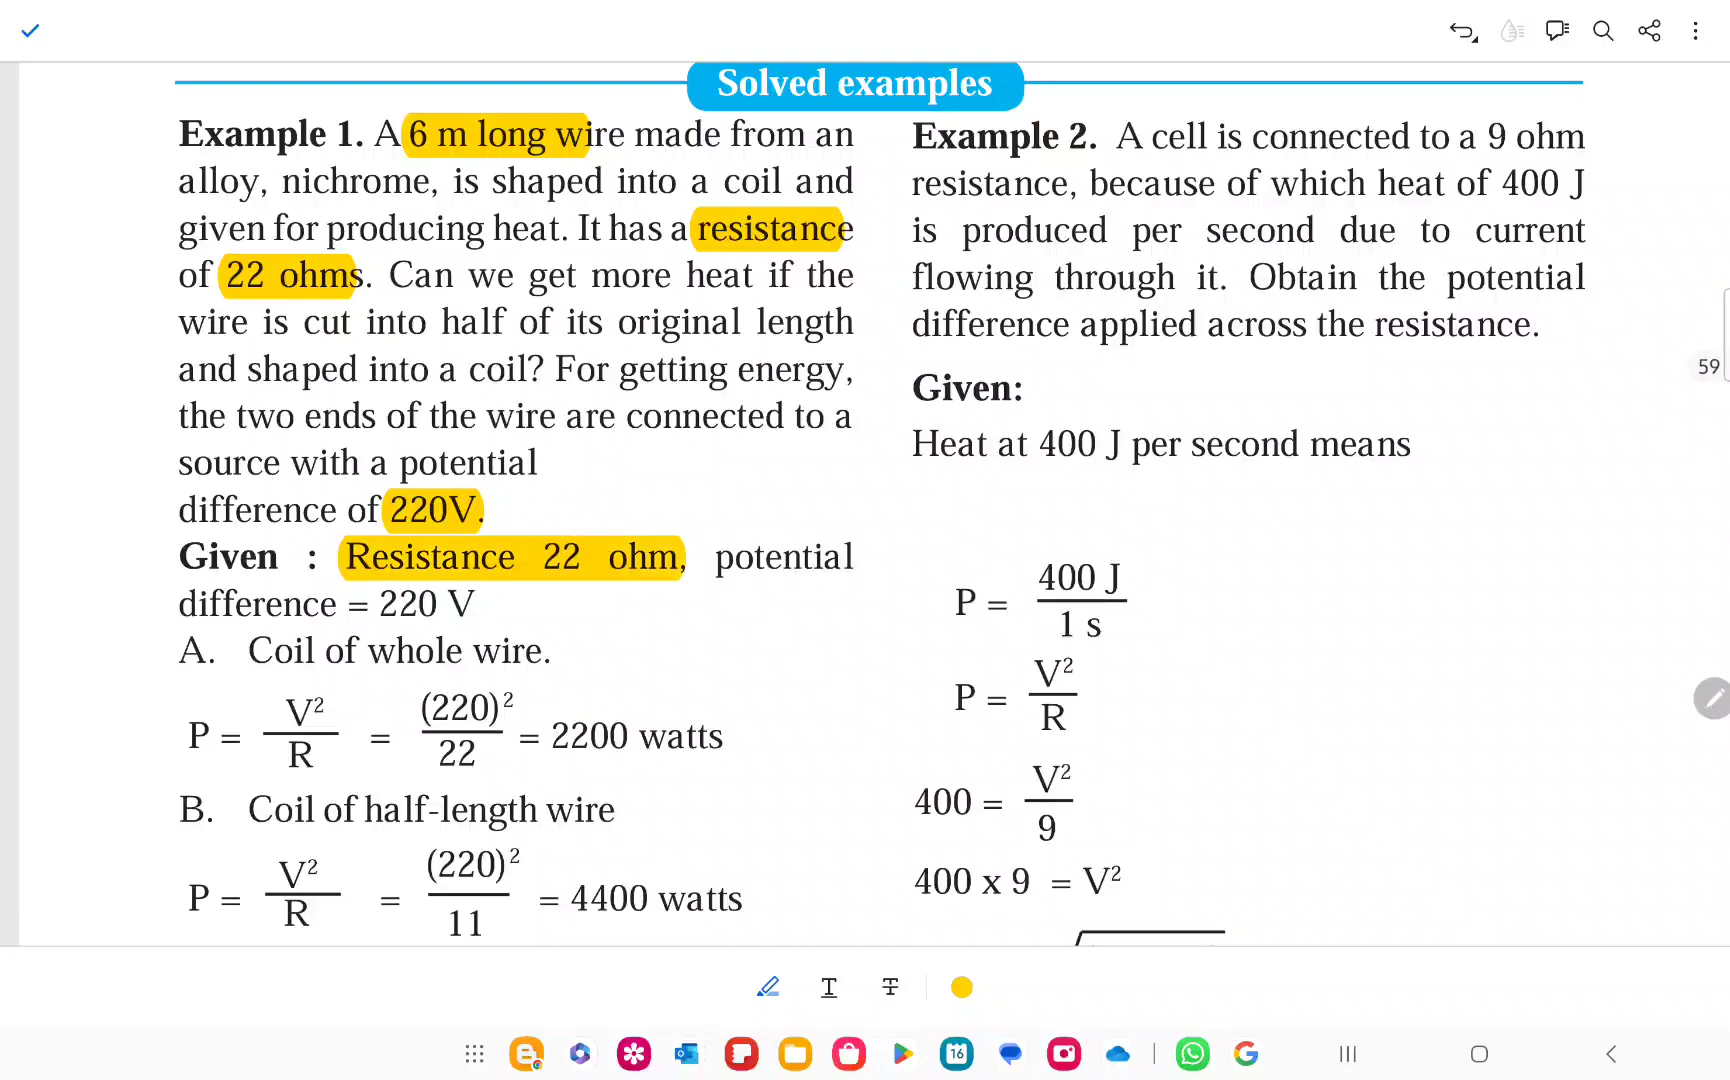 Solved examples
Example 1. A 6 m long wire made from an
alloy, nichrome, is shaped into a coil and
given for producing heat. It has a resistance
of 22 ohms. Can we get more heat if the
wire is cut into half of its original length
and shaped into a coil? For getting energy,
the two ends of the wire are connected to a
source with a potential
difference of 220V.
Given : Resistance 22 ohm, potential
difference = 220 V
A. Coil of whole wire.
P = V² / R = (220)² / 22 = 2200 watts
B. Coil of half-length wire
P = V² / R = (220)² / 11 = 4400 watts
Example 2. A cell is connected to a 9 ohm
resistance, because of which heat of 400 J
is produced per second due to current
flowing through it. Obtain the potential
difference applied across the resistance.
Given:
Heat at 400 J per second means
P = 400 J / 1 s
P = V² / R
400 = V² / 9
400 x 9 = V²
59
T
T
16